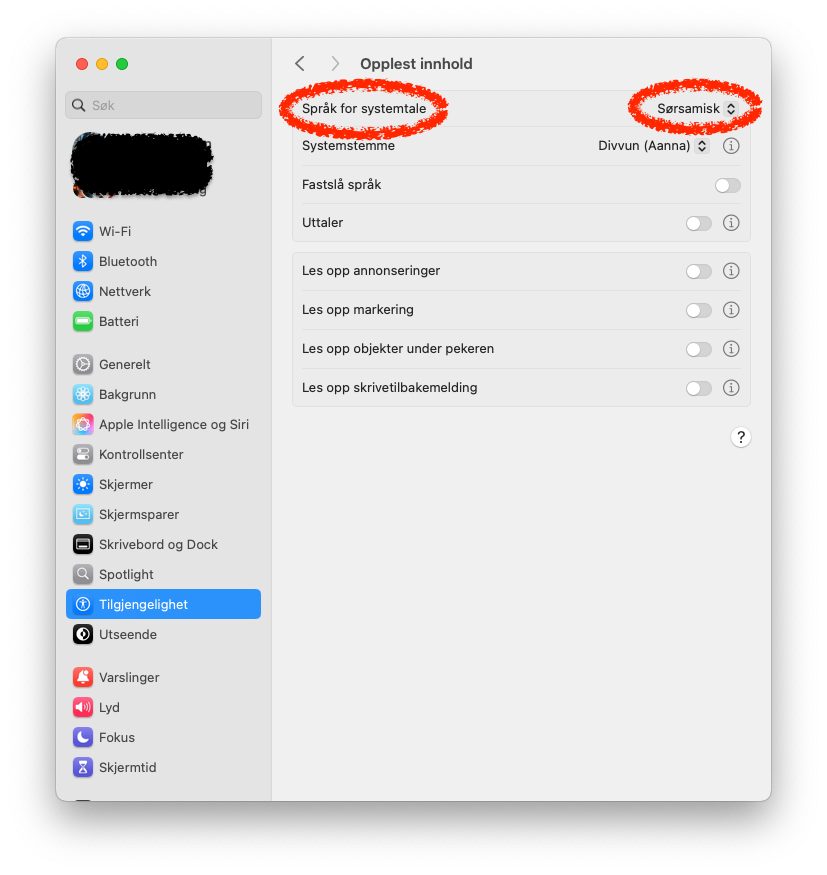 Opplest innhold
Søk
Språk for systemtale
Sørsamisk
Systemstemme
Divvun (Aanna)
Fastslå språk
Uttaler
Les opp annonseringer
Les opp markering
Les opp objekter under pekeren
Les opp skrivetilbakemelding
?
Wi-Fi
Bluetooth
Nettverk
Batteri
Generelt
Bakgrunn
Apple Intelligence og Siri
Kontrollsenter
Skjermer
Skjermsparer
Skrivebord og Dock
Spotlight
Tilgjengelighet
Utseende
Varslinger
Lyd
Fokus
Skjermtid